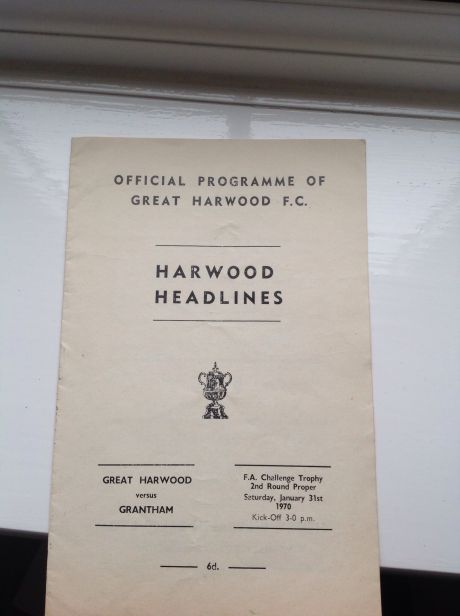 OFFICIAL PROGRAMME OF
GREAT HARWOOD F.C.
HARWOOD
HEADLINES
GREAT HARWOOD
versus
GRANTHAM
F.A. Challenge Trophy
2nd Round Proper
Saturday, January 31st
1970
Kick-Off 3-0 p.m.
6d.